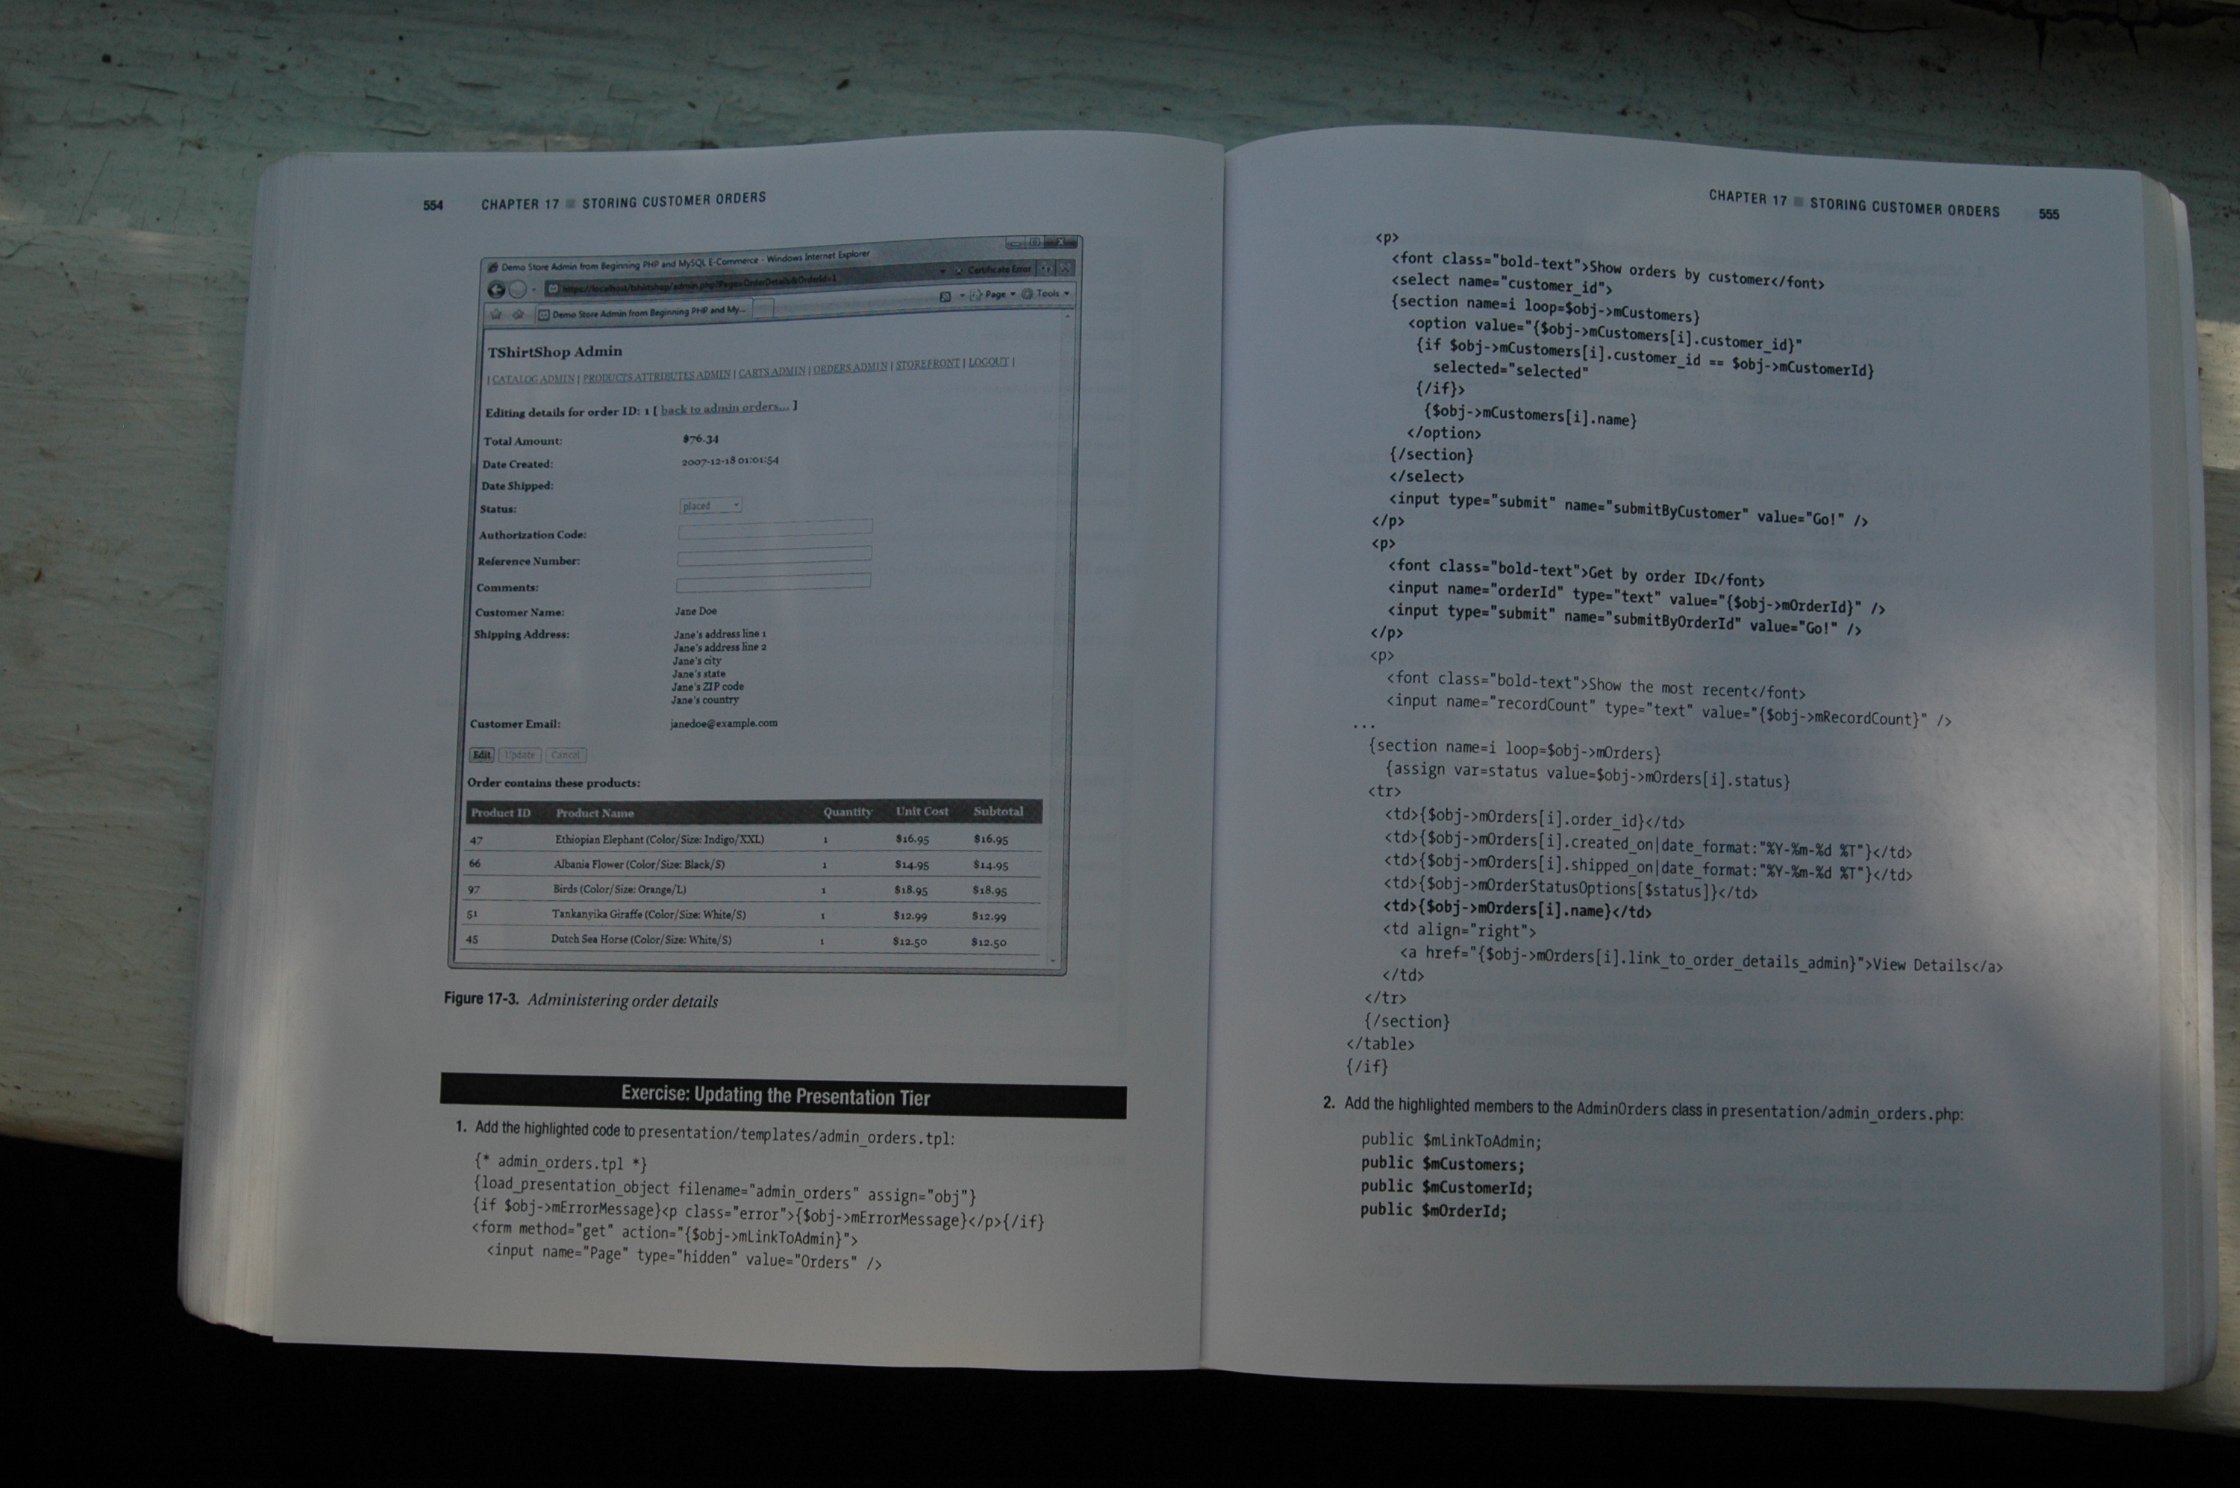 554 CHAPTER 17 ■ STORING CUSTOMER ORDERS
Demo Store Admin from Beginning PHP and MySQL E-Commerce - Windows Internet Explorer
https://localhost/tshirtshop/admin.php?Page=OrderDetails&OrderId=1 Certificate Error
Demo Store Admin from Beginning PHP and My... Page Tools
TShirtShop Admin
| CATALOG ADMIN | PRODUCTS ATTRIBUTES ADMIN | CARTS ADMIN | ORDERS ADMIN | STOREFRONT | LOGOUT |
Editing details for order ID: 1 [ back to admin orders... ]
Total Amount: $76.34
Date Created: 2007-12-18 01:01:54
Date Shipped:
Status: placed
Authorization Code:
Reference Number:
Comments:
Customer Name: Jane Doe
Shipping Address: Jane's address line 1
Jane's address line 2
Jane's city
Jane's state
Jane's ZIP code
Jane's country
Customer Email: janedoe@example.com
Edit Update Cancel
Order contains these products:
Product ID Product Name Quantity Unit Cost Subtotal
47 Ethiopian Elephant (Color/Size: Indigo/XXL) 1 $16.95 $16.95
66 Albania Flower (Color/Size: Black/S) 1 $14.95 $14.95
97 Birds (Color/Size: Orange/L) 1 $18.95 $18.95
51 Tankanyika Giraffe (Color/Size: White/S) 1 $12.99 $12.99
45 Dutch Sea Horse (Color/Size: White/S) 1 $12.50 $12.50
Figure 17-3. Administering order details
Exercise: Updating the Presentation Tier
1. Add the highlighted code to presentation/templates/admin_orders.tpl:
{* admin_orders.tpl *}
{load_presentation_object filename="admin_orders" assign="obj"}
{if $obj->mErrorMessage}<p class="error">{$obj->mErrorMessage}</p>{/if}
<form method="get" action="{$obj->mLinkToAdmin}">
<input name="Page" type="hidden" value="Orders" />
CHAPTER 17 ■ STORING CUSTOMER ORDERS 555
<p>
<font class="bold-text">Show orders by customer</font>
<select name="customer_id">
{section name=i loop=$obj->mCustomers}
<option value="{$obj->mCustomers[i].customer_id}"
{if $obj->mCustomers[i].customer_id == $obj->mCustomerId}
selected="selected"
{/if}>
{$obj->mCustomers[i].name}
</option>
{/section}
</select>
<input type="submit" name="submitByCustomer" value="Go!" />
</p>
<p>
<font class="bold-text">Get by order ID</font>
<input name="orderId" type="text" value="{$obj->mOrderId}" />
<input type="submit" name="submitByOrderId" value="Go!" />
</p>
<p>
<font class="bold-text">Show the most recent</font>
<input name="recordCount" type="text" value="{$obj->mRecordCount}" />
...
{section name=i loop=$obj->mOrders}
{assign var=status value=$obj->mOrders[i].status}
<tr>
<td>{$obj->mOrders[i].order_id}</td>
<td>{$obj->mOrders[i].created_on|date_format:"%Y-%m-%d %T"}</td>
<td>{$obj->mOrders[i].shipped_on|date_format:"%Y-%m-%d %T"}</td>
<td>{$obj->mOrderStatusOptions[$status]}</td>
<td>{$obj->mOrders[i].name}</td>
<td align="right">
<a href="{$obj->mOrders[i].link_to_order_details_admin}">View Details</a>
</td>
</tr>
{/section}
</table>
{/if}
2. Add the highlighted members to the AdminOrders class in presentation/admin_orders.php:
public $mLinkToAdmin;
public $mCustomers;
public $mCustomerId;
public $mOrderId;